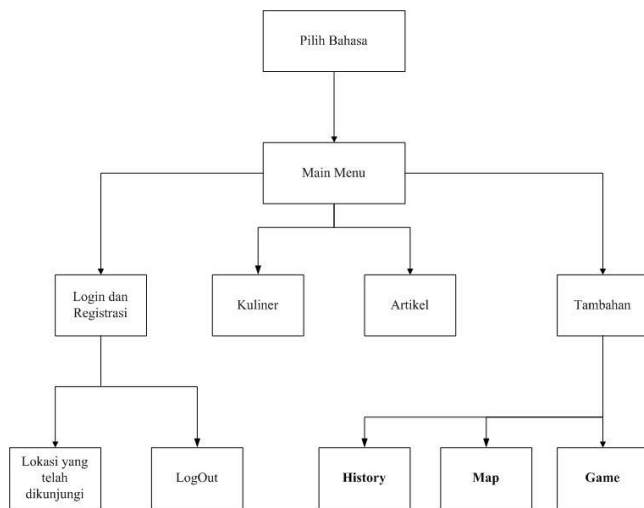 Pilih Bahasa
Main Menu
Login dan
Registrasi
Kuliner
Artikel
Tambahan
Lokasi yang
telah
dikunjungi
LogOut
History
Map
Game